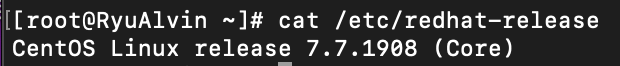 [[root@RyuAlvin ~]# cat /etc/redhat-release
CentOS Linux release 7.7.1908 (Core)